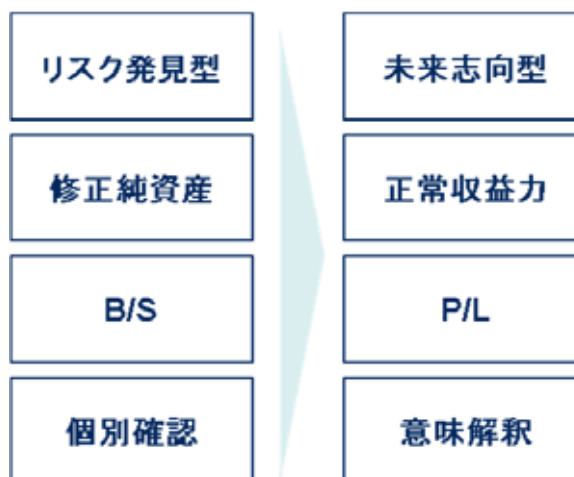 リスク発見型
未来志向型
修正純資産
正常収益力
B/S
P/L
個別確認
意味解釈